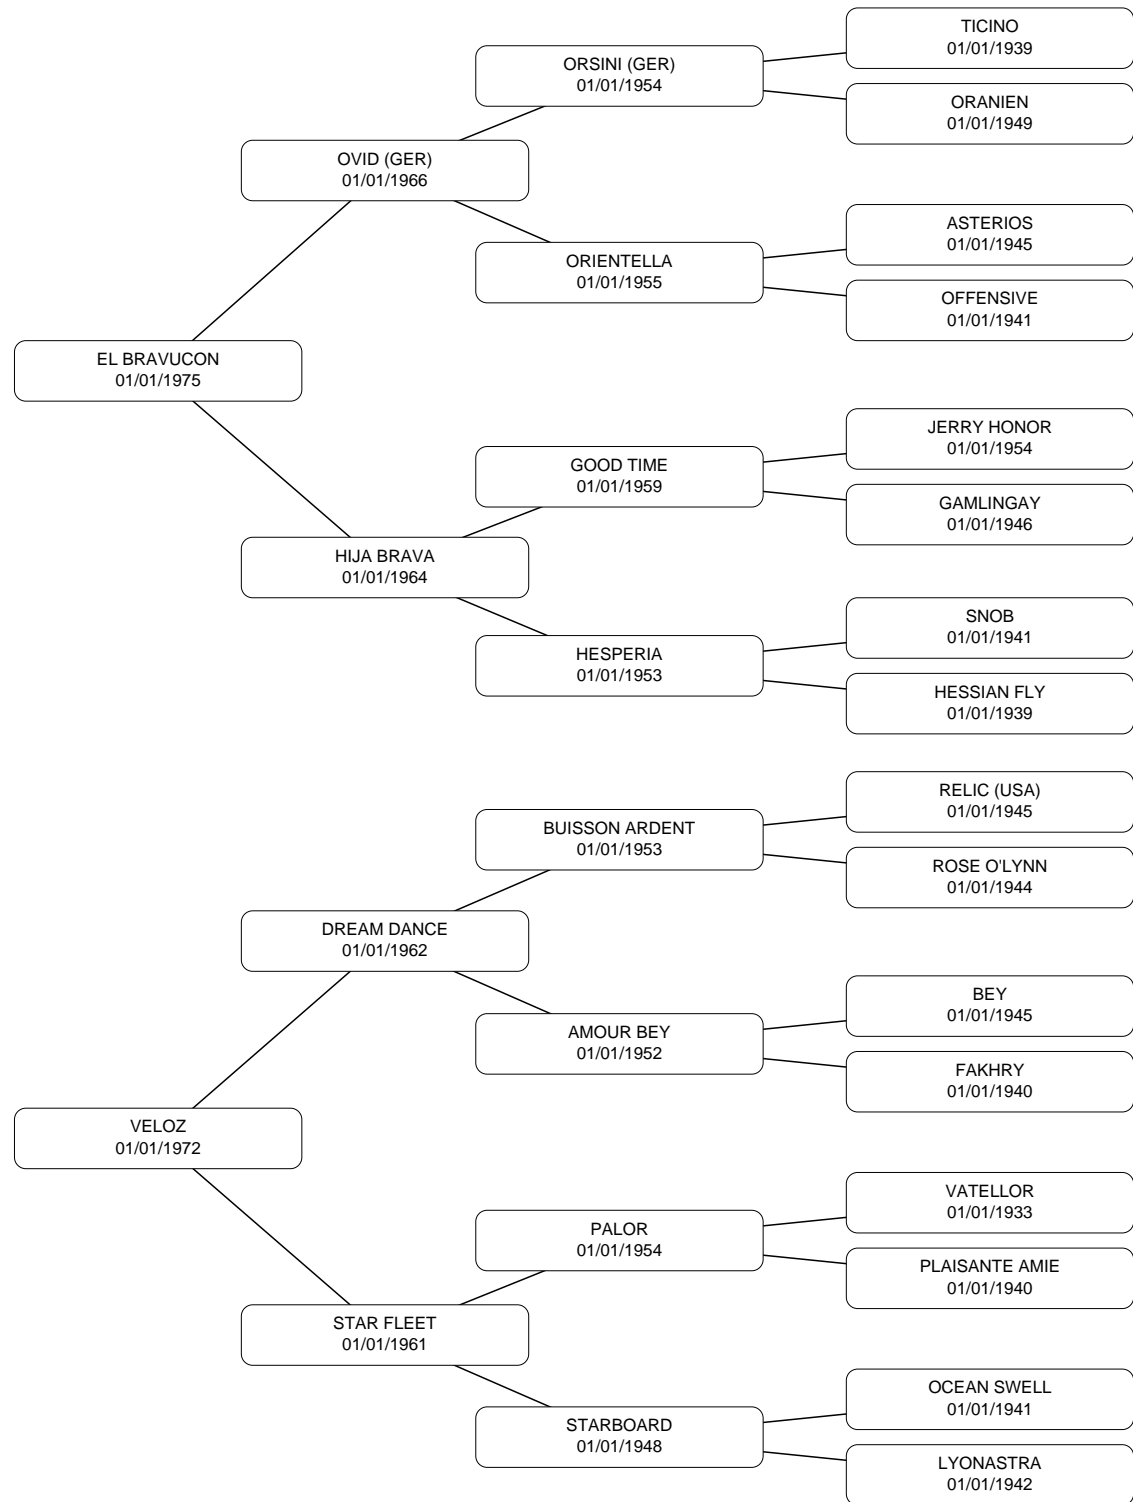 TICINO
01/01/1939
ORSINI (GER)
01/01/1954
ORANIEN
01/01/1949
OVID (GER)
01/01/1966
ASTERIOS
01/01/1945
ORIENTELLA
01/01/1955
OFFENSIVE
01/01/1941
EL BRAVUCON
01/01/1975
JERRY HONOR
01/01/1954
GOOD TIME
01/01/1959
GAMLINGAY
01/01/1946
HIJA BRAVA
01/01/1964
SNOB
01/01/1941
HESPERIA
01/01/1953
HESSIAN FLY
01/01/1939
RELIC (USA)
01/01/1945
BUISSON ARDENT
01/01/1953
ROSE O'LYNN
01/01/1944
DREAM DANCE
01/01/1962
BEY
01/01/1945
AMOUR BEY
01/01/1952
FAKHRY
01/01/1940
VELOZ
01/01/1972
VATELLOR
01/01/1933
PALOR
01/01/1954
PLAISANTE AMIE
01/01/1940
STAR FLEET
01/01/1961
OCEAN SWELL
01/01/1941
STARBOARD
01/01/1948
LYONASTRA
01/01/1942